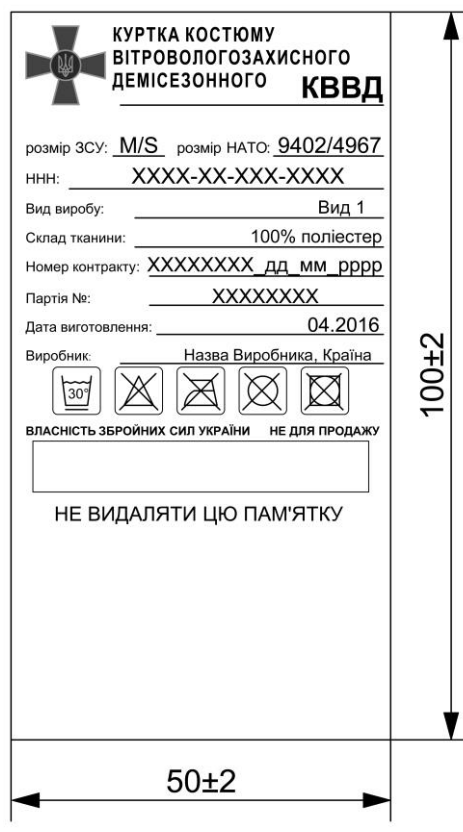 КУРТКА КОСТЮМУ
ВІТРОВОЛОГОЗАХИСНОГО
ДЕМІСЕЗОННОГО КВВД
розмір ЗСУ: M/S розмір НАТО: 9402/4967
ННН: XXXX-XX-XXX-XXXX
Вид виробу: Вид 1
Склад тканини: 100% поліестер
Номер контракту: XXXXXXXX_дд_мм_рррр
Партія №: XXXXXXXX
Дата виготовлення: 04.2016
Виробник: Назва Виробника, Країна
30°
ВЛАСНІСТЬ ЗБРОЙНИХ СИЛ УКРАЇНИ НЕ ДЛЯ ПРОДАЖУ
НЕ ВИДАЛЯТИ ЦЮ ПАМ'ЯТКУ
100±2
50±2